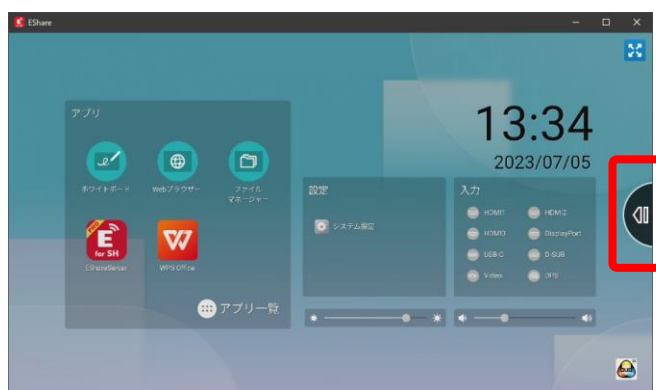 EShare
アプリ
ホワイトボード
Webブラウザー
ファイル
マネージャー
PRO
E
for SH
EShareServer
WPS Office
アプリ一覧
13:34
2023/07/05
設定
システム設定
入力
HDMI1
HDMI2
HDMI3
DisplayPort
USB-C
D-SUB
Video
OPS